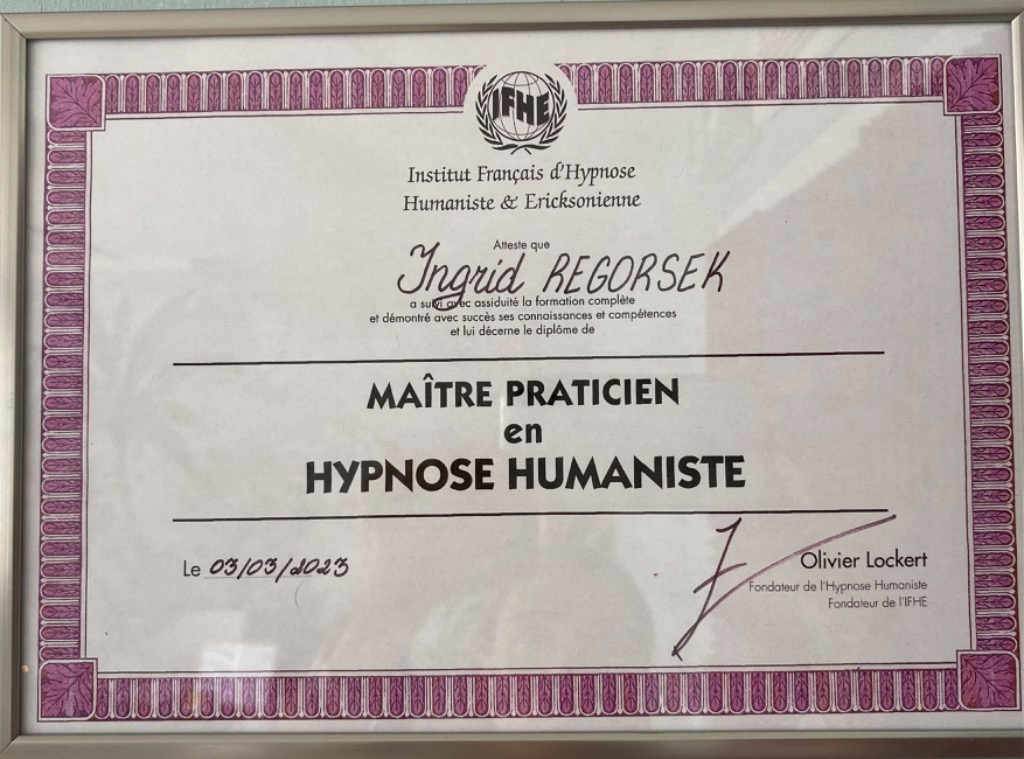 IFHE
Institut Français d'Hypnose
Humaniste & Ericksonienne
Atteste que
Ingrid REGORSEK
a suivi avec assiduité la formation complète
et démontré avec succès ses connaissances et compétences
et lui décerne le diplôme de
MAÎTRE PRATICIEN
en
HYPNOSE HUMANISTE
Le 03/03/2023
Olivier Lockert
Fondateur de l'Hypnose Humaniste
Fondateur de l'IFHE